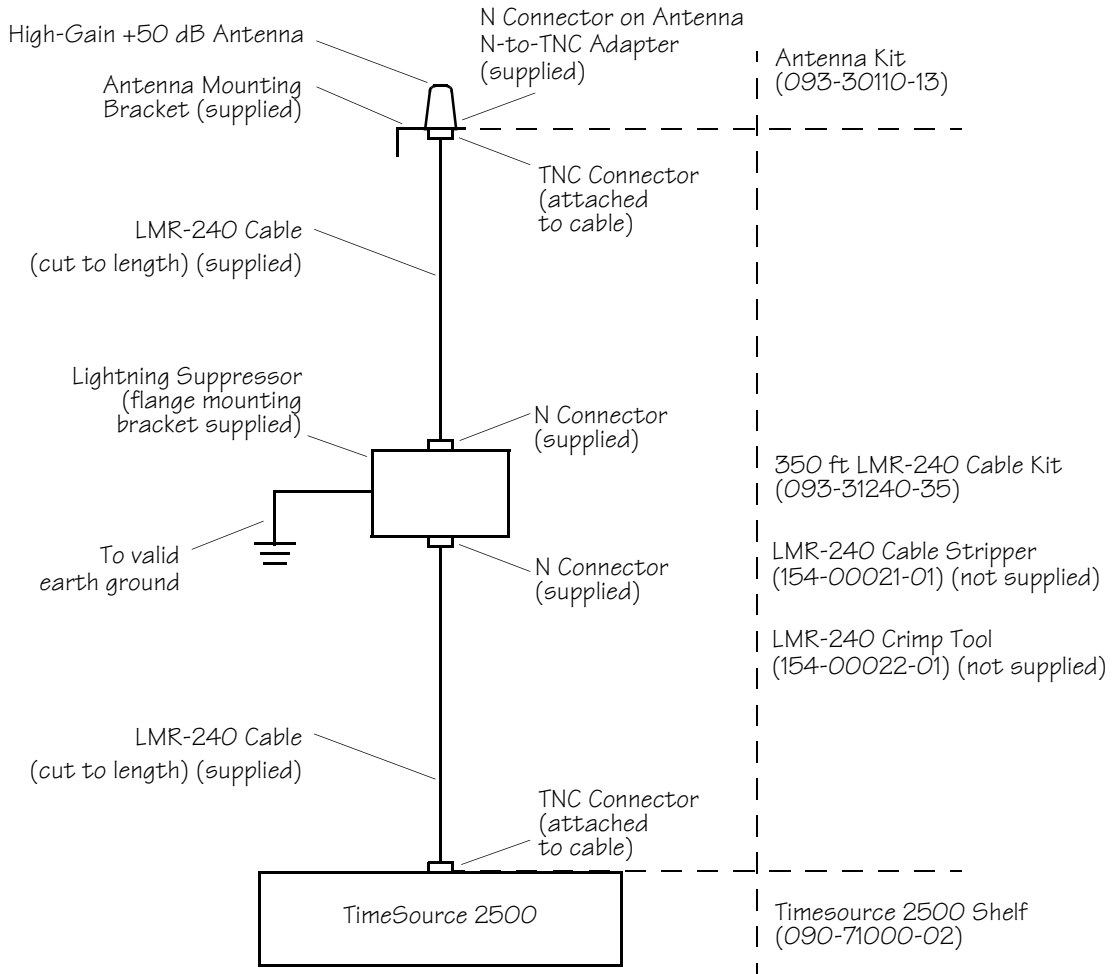 High-Gain +50 dB Antenna
N Connector on Antenna
N-to-TNC Adapter
(supplied)
Antenna Kit
(093-30110-13)
Antenna Mounting
Bracket (supplied)
TNC Connector
(attached
to cable)
LMR-240 Cable
(cut to length) (supplied)
Lightning Suppressor
(flange mounting
bracket supplied)
N Connector
(supplied)
350 ft LMR-240 Cable Kit
(093-31240-35)
To valid
earth ground
N Connector
(supplied)
LMR-240 Cable Stripper
(154-00021-01) (not supplied)
LMR-240 Crimp Tool
(154-00022-01) (not supplied)
LMR-240 Cable
(cut to length) (supplied)
TNC Connector
(attached
to cable)
TimeSource 2500
Timesource 2500 Shelf
(090-71000-02)